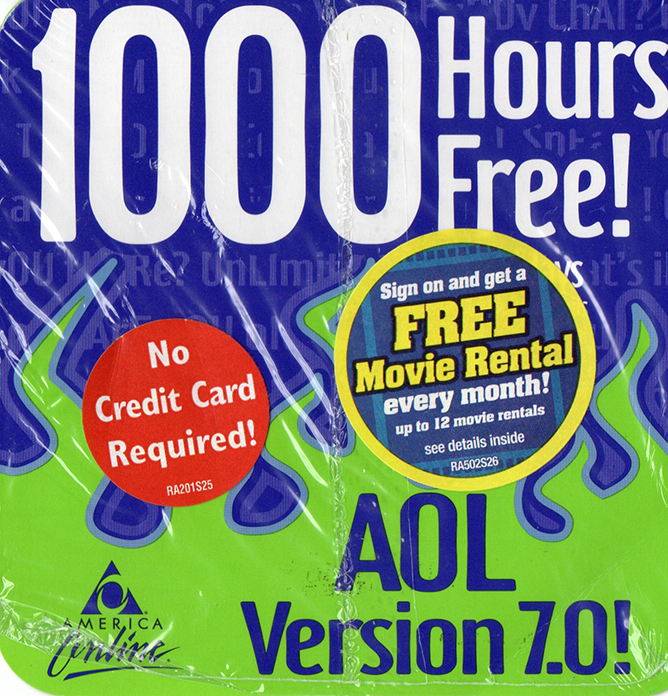 1000 Hours
Free!
No
Credit Card
Required!
RA201S25
Sign on and get a
FREE
Movie Rental
every month!
up to 12 movie rentals
see details inside
RA502S26
AOL
Version 7.0!
AMERICA
Online.